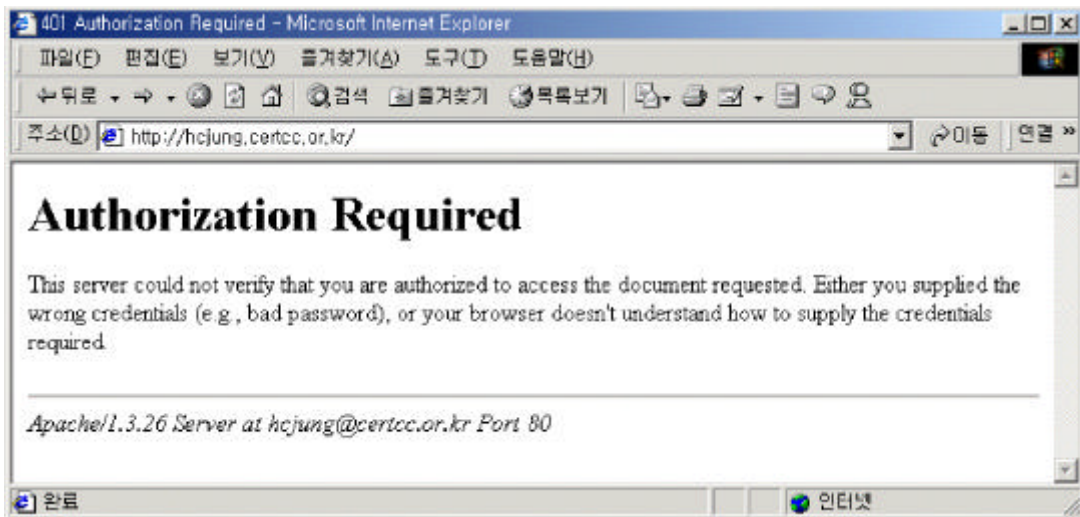 401 Authorization Required - Microsoft Internet Explorer
파일(F) 편집(E) 보기(V) 즐겨찾기(A) 도구(T) 도움말(H)
뒤로 검색 즐겨찾기 목록보기
주소(D) http://hcjung.certcc.or.kr/ 이동 연결 »
Authorization Required
This server could not verify that you are authorized to access the document requested. Either you supplied the
wrong credentials (e.g., bad password), or your browser doesn't understand how to supply the credentials
required.
Apache/1.3.26 Server at hcjung@certcc.or.kr Port 80
완료 인터넷